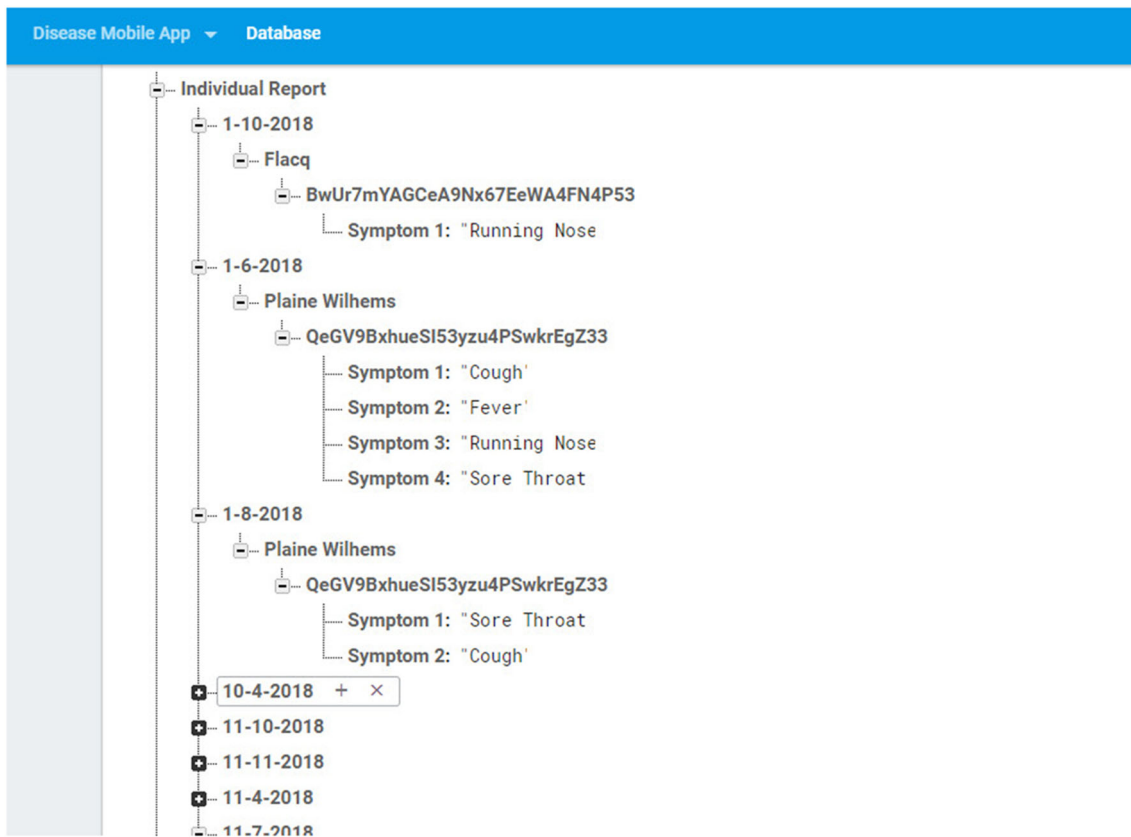 Disease Mobile App Database
Individual Report
1-10-2018
Flacq
BwUr7mYAGCeA9Nx67EeWA4FN4P53
Symptom 1: "Running Nose
1-6-2018
Plaine Wilhems
QeGV9BxhueSI53yzu4PSwkrEgZ33
Symptom 1: "Cough'
Symptom 2: "Fever'
Symptom 3: "Running Nose
Symptom 4: "Sore Throat
1-8-2018
Plaine Wilhems
QeGV9BxhueSI53yzu4PSwkrEgZ33
Symptom 1: "Sore Throat
Symptom 2: "Cough'
10-4-2018 + ×
11-10-2018
11-11-2018
11-4-2018
11-7-2018